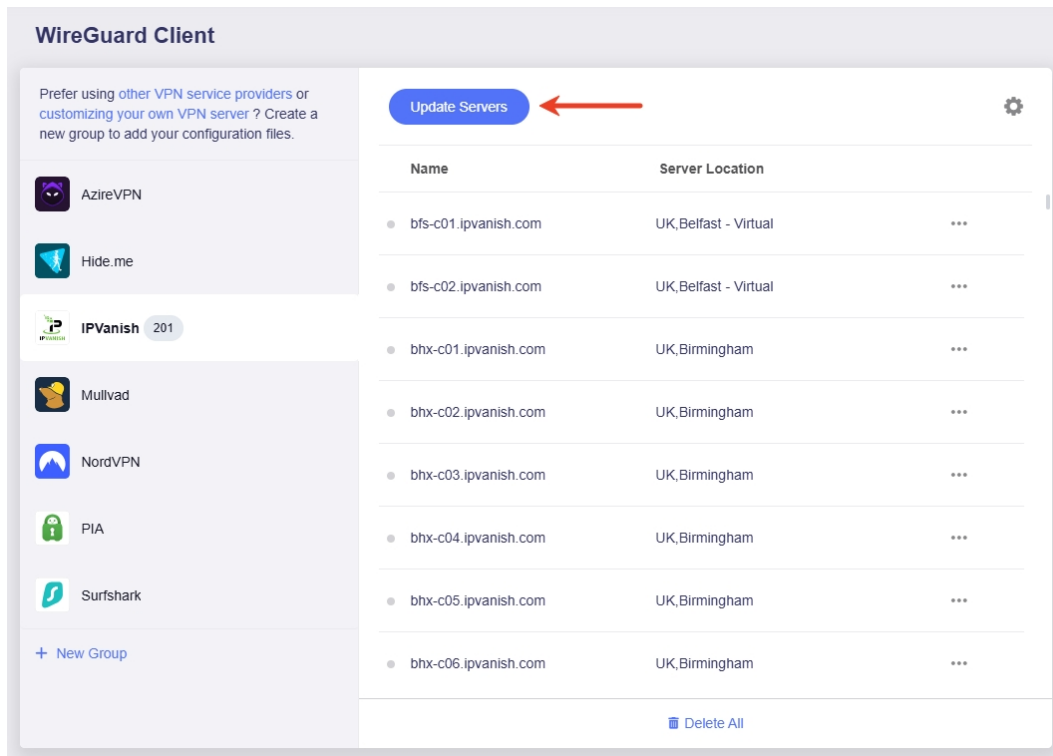 WireGuard Client
Prefer using other VPN service providers or
customizing your own VPN server ? Create a
new group to add your configuration files.
AzireVPN
Hide.me
IPVANISH
IPVanish 201
Mullvad
NordVPN
PIA
Surfshark
+ New Group
Update Servers
Name Server Location
bfs-c01.ipvanish.com UK,Belfast - Virtual
bfs-c02.ipvanish.com UK,Belfast - Virtual
bhx-c01.ipvanish.com UK,Birmingham
bhx-c02.ipvanish.com UK,Birmingham
bhx-c03.ipvanish.com UK,Birmingham
bhx-c04.ipvanish.com UK,Birmingham
bhx-c05.ipvanish.com UK,Birmingham
bhx-c06.ipvanish.com UK,Birmingham
Delete All